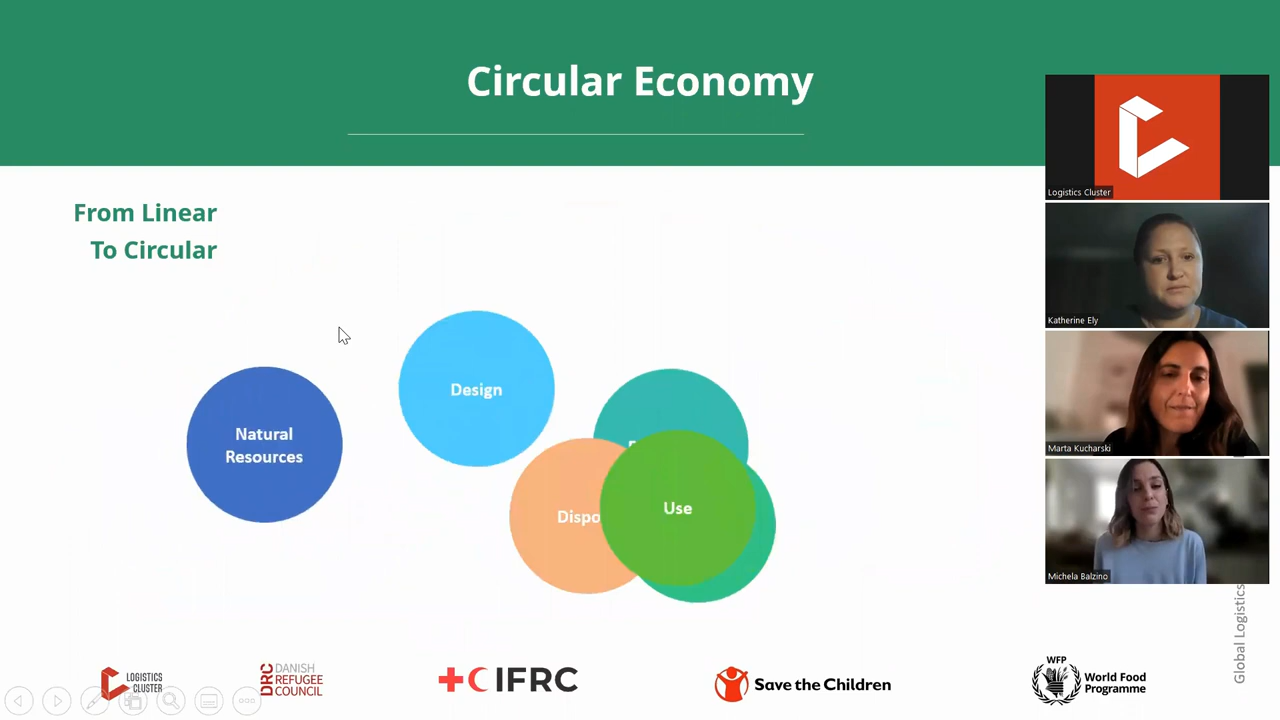 Circular Economy
From Linear
To Circular
Natural
Resources
Design
Use
Logistics Cluster
Katherine Ely
Marta Kucharski
Michela Balzino
Global Logistics
LOGISTICS
CLUSTER
DRC
DANISH
REFUGEE
COUNCIL
IFRC
Save the Children
WFP
World Food
Programme